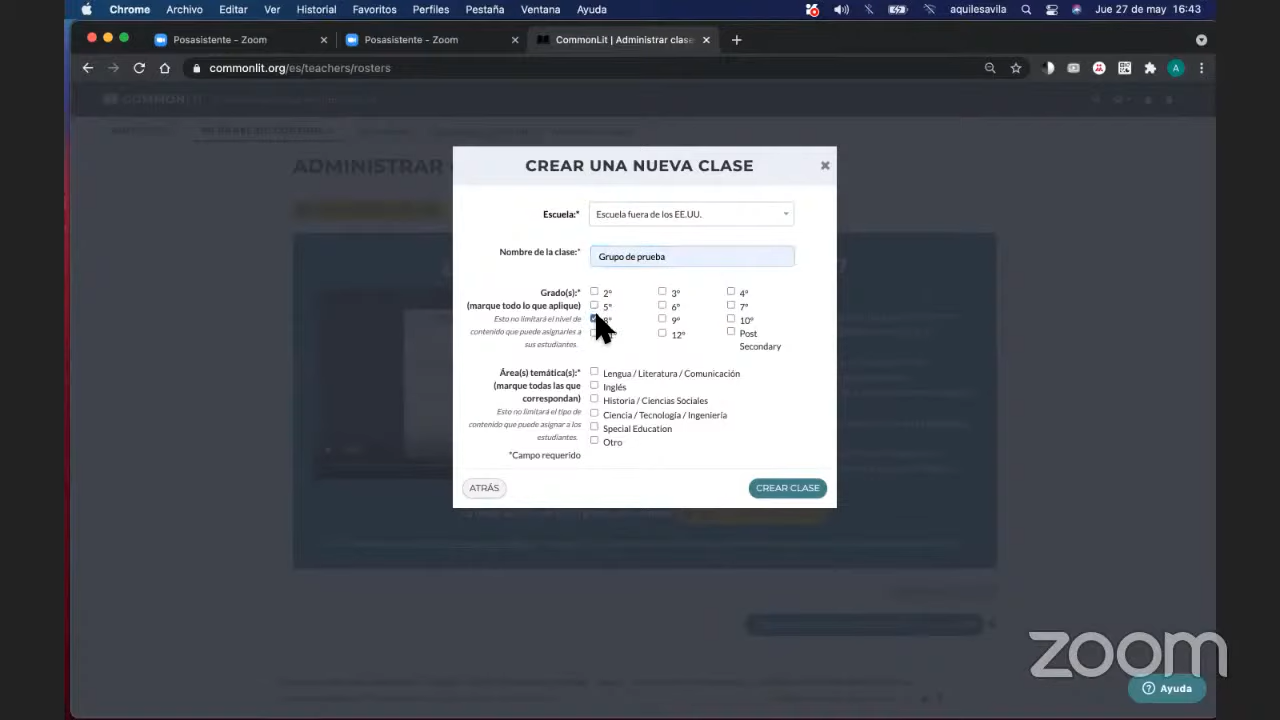 Chrome Archivo Editar Ver Historial Favoritos Perfiles Pestaña Ventana Ayuda aquilesavila Jue 27 de may 16:43
Posasistente - Zoom Posasistente - Zoom CommonLit | Administrar clase
commonlit.org/es/teachers/rosters A
COMMONLIT
ADMINISTRAR
CREAR UNA NUEVA CLASE
Escuela:* Escuela fuera de los EE.UU.
Nombre de la clase:* Grupo de prueba
Grado(s):* 2° 3° 4°
(marque todo lo que aplique) 5° 6° 7°
Esto no limitará el nivel de 8° 9° 10°
contenido que puede asignarles a 12° Post
sus estudiantes. Secondary
Área(s) temática(s):* Lengua / Literatura / Comunicación
(marque todas las que Inglés
correspondan) Historia / Ciencias Sociales
Esto no limitará el tipo de Ciencia / Tecnología / Ingeniería
contenido que puede asignar a los Special Education
estudiantes. Otro
*Campo requerido
ATRÁS CREAR CLASE
zoom
Ayuda